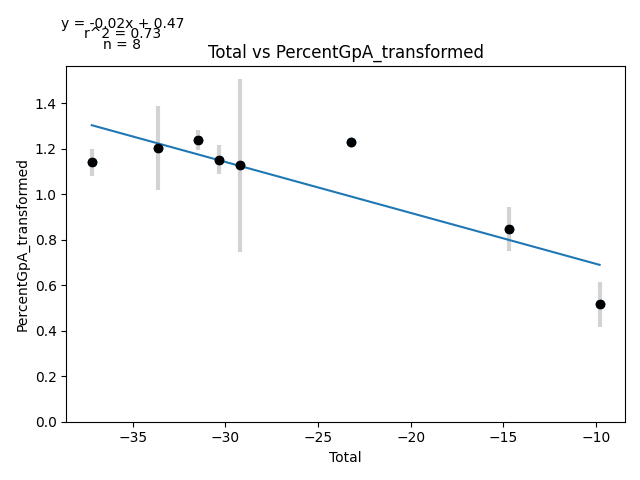 y = -0.02x + 0.47
r^2 = 0.73
n = 8
Total vs PercentGpA_transformed
PercentGpA_transformed
1.4
1.2
1.0
0.8
0.6
0.4
0.2
0.0
−35
−30
−25
−20
−15
−10
Total